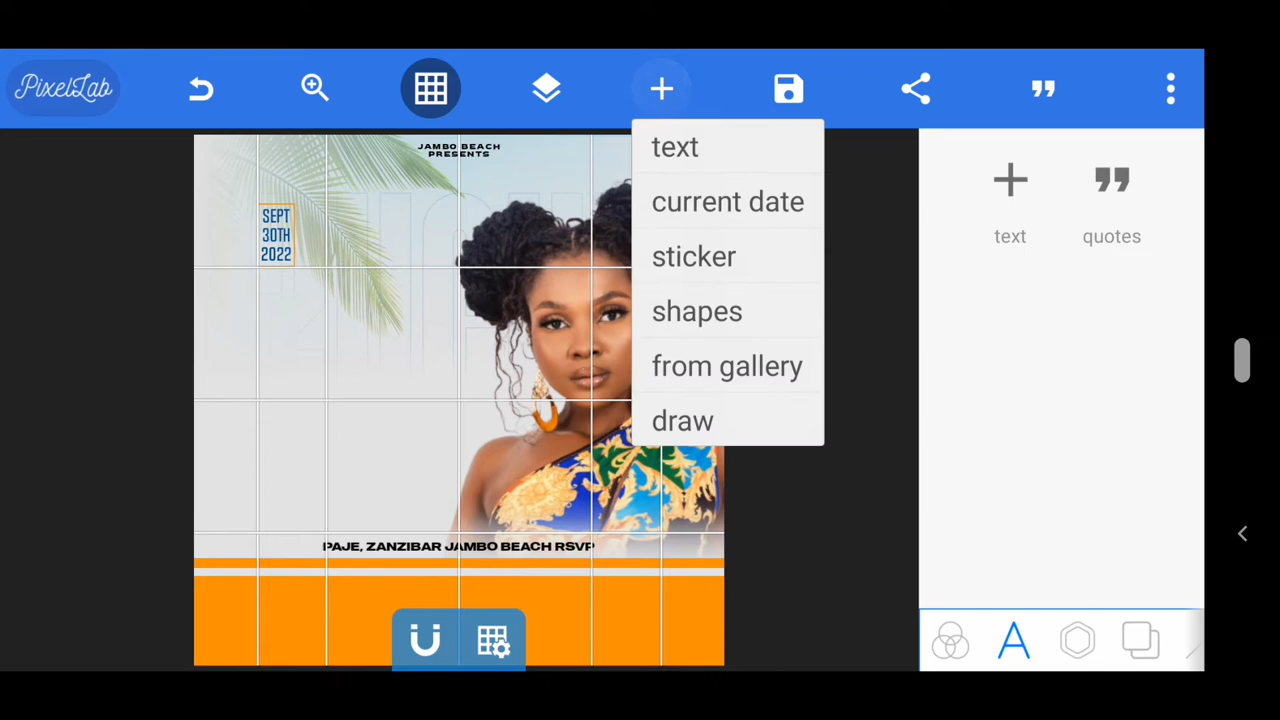 PixelLab
text
current date
sticker
shapes
from gallery
draw
JAMBO BEACH
PRESENTS
SEPT
30TH
2022
PAJE, ZANZIBAR JAMBO BEACH RSVP
text
quotes
A